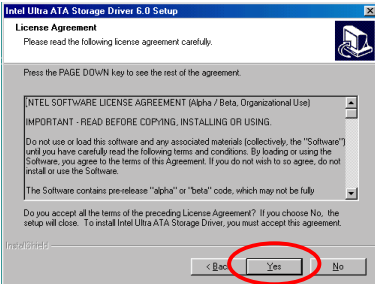 Intel Ultra ATA Storage Driver 6.0 Setup
License Agreement
Please read the following license agreement carefully.
Press the PAGE DOWN key to see the rest of the agreement.
INTEL SOFTWARE LICENSE AGREEMENT (Alpha / Beta, Organizational Use)
IMPORTANT - READ BEFORE COPYING, INSTALLING OR USING.
Do not use or load this software and any associated materials (collectively, the "Software")
until you have carefully read the following terms and conditions. By loading or using the
Software, you agree to the terms of this Agreement. If you do not wish to so agree, do not
install or use the Software.
The Software contains pre-release "alpha" or "beta" code, which may not be fully
Do you accept all the terms of the preceding License Agreement? If you choose No, the
setup will close. To install Intel Ultra ATA Storage Driver, you must accept this agreement.
InstallShield
< Back Yes No